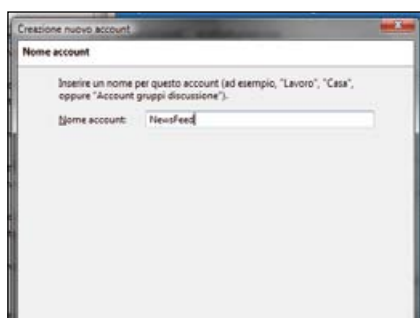 Creazione nuovo account
Nome account
Inserire un nome per questo account (ad esempio, "Lavoro", "Casa",
oppure "Account gruppi discussione").
Nome account: NewsFeed